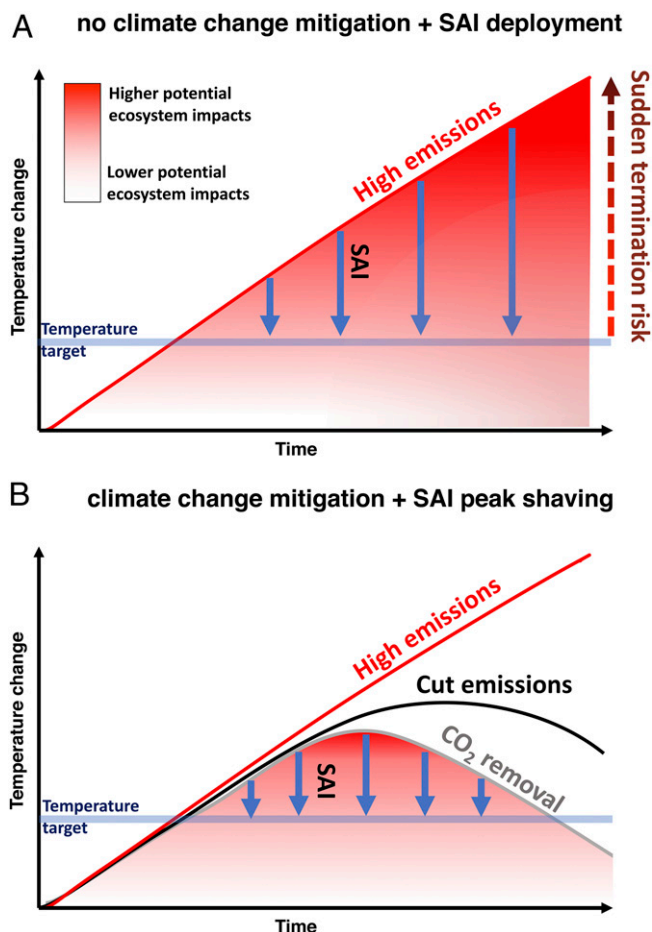 A
no climate change mitigation + SAI deployment
Higher potential
ecosystem impacts
Lower potential
ecosystem impacts
High emissions
SAI
Sudden termination risk
Temperature change
Temperature
target
Time
B
climate change mitigation + SAI peak shaving
High emissions
Cut emissions
CO₂ removal
SAI
Temperature change
Temperature
target
Time